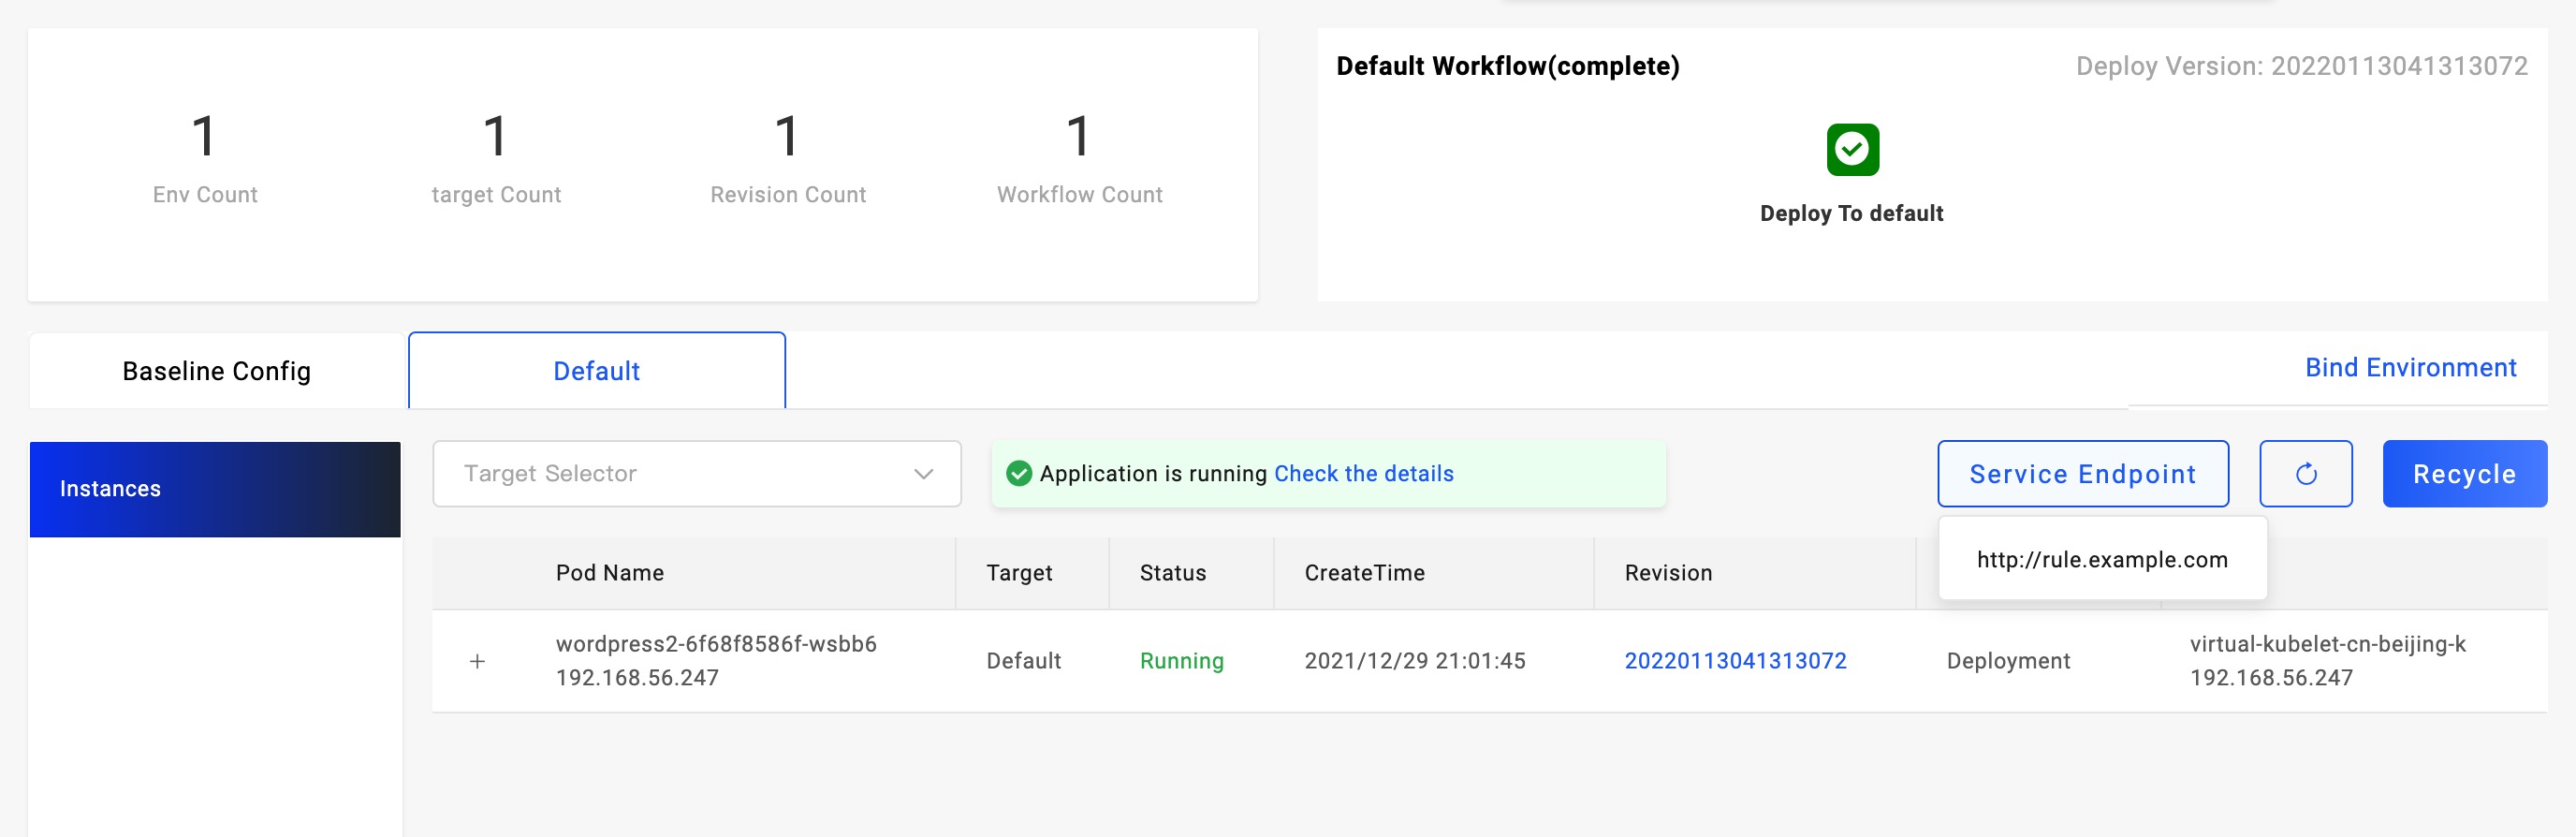 1
1
1
1
Env Count
target Count
Revision Count
Workflow Count
Default Workflow(complete)
Deploy Version: 20220113041313072
Deploy To default
Baseline Config
Default
Bind Environment
Instances
Target Selector
Application is running Check the details
Service Endpoint
Recycle
http://rule.example.com
Pod Name
Target
Status
CreateTime
Revision
wordpress2-6f68f8586f-wsbb6
192.168.56.247
Default
Running
2021/12/29 21:01:45
20220113041313072
Deployment
virtual-kubelet-cn-beijing-k
192.168.56.247